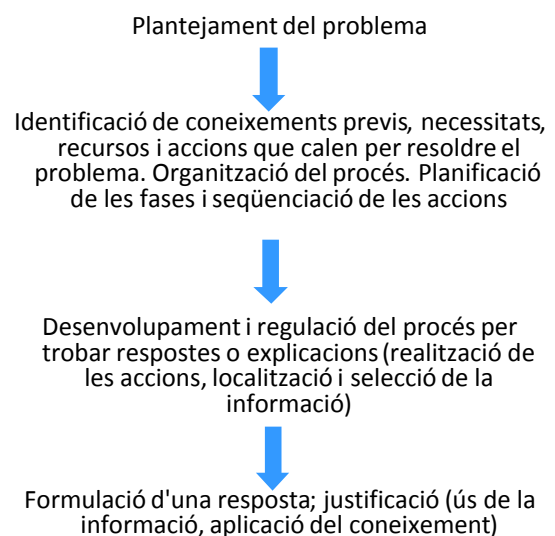 Plantejament del problema
Identificació de coneixements previs, necessitats,
recursos i accions que calen per resoldre el
problema. Organització del procés. Planificació
de les fases i seqüenciació de les accions
Desenvolupament i regulació del procés per
trobar respostes o explicacions (realització de
les accions, localització i selecció de la
informació)
Formulació d'una resposta; justificació (ús de la
informació, aplicació del coneixement)